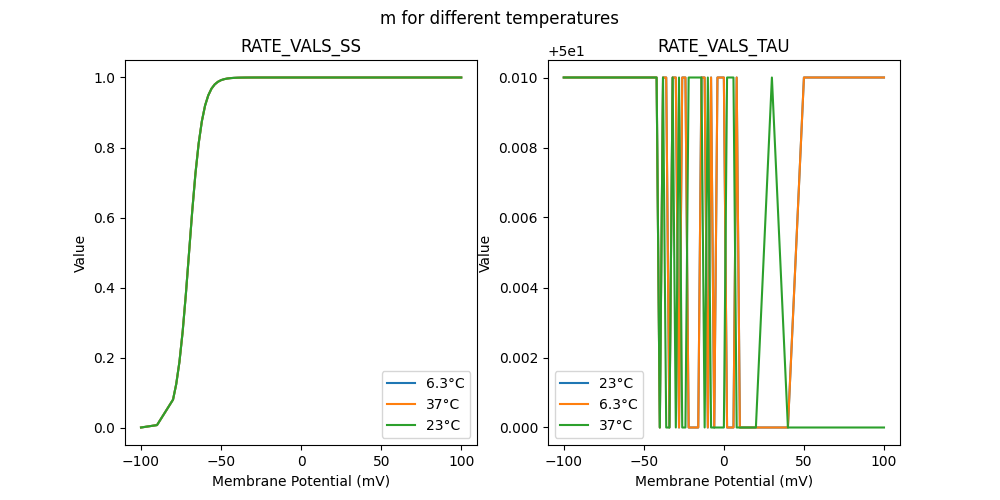 m for different temperatures
RATE_VALS_SS
1.0
0.8
0.6
0.4
0.2
0.0
Value
−100
−50
0
50
100
Membrane Potential (mV)
6.3°C
37°C
23°C
RATE_VALS_TAU
+5e1
0.010
0.008
0.006
0.004
0.002
0.000
Value
−100
−50
0
50
100
Membrane Potential (mV)
23°C
6.3°C
37°C